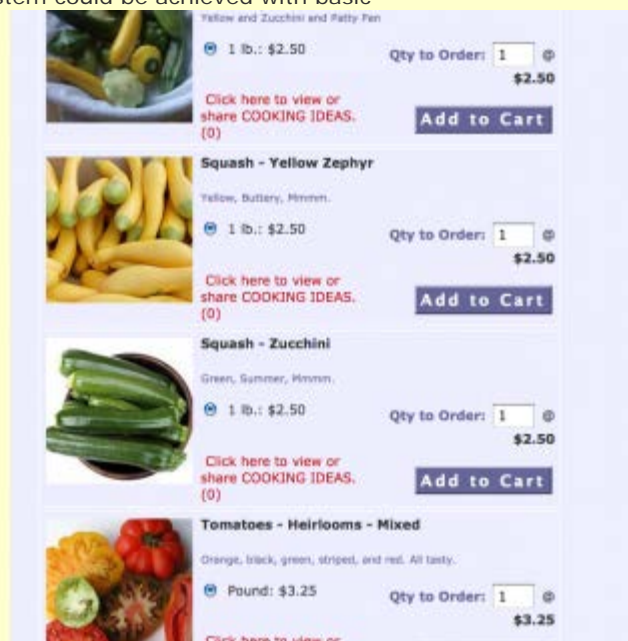 stem could be achieved with basic
Yellow and Zucchini and Patty Pan
1 lb.: $2.50
Qty to Order: 1 @
$2.50
Click here to view or
share COOKING IDEAS.
(0)
Add to Cart
Squash - Yellow Zephyr
Yellow, Buttery, Mmmm.
1 lb.: $2.50
Qty to Order: 1 @
$2.50
Click here to view or
share COOKING IDEAS.
(0)
Add to Cart
Squash - Zucchini
Green, Summer, Mmmm.
1 lb.: $2.50
Qty to Order: 1 @
$2.50
Click here to view or
share COOKING IDEAS.
(0)
Add to Cart
Tomatoes - Heirlooms - Mixed
Orange, black, green, striped, and red. All tasty.
Pound: $3.25
Qty to Order: 1 @
$3.25
Click here to view or